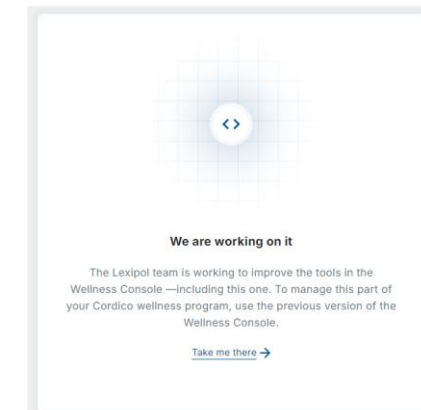 We are working on it
The Lexipol team is working to improve the tools in the
Wellness Console —including this one. To manage this part of
your Cordico wellness program, use the previous version of the
Wellness Console.
Take me there →